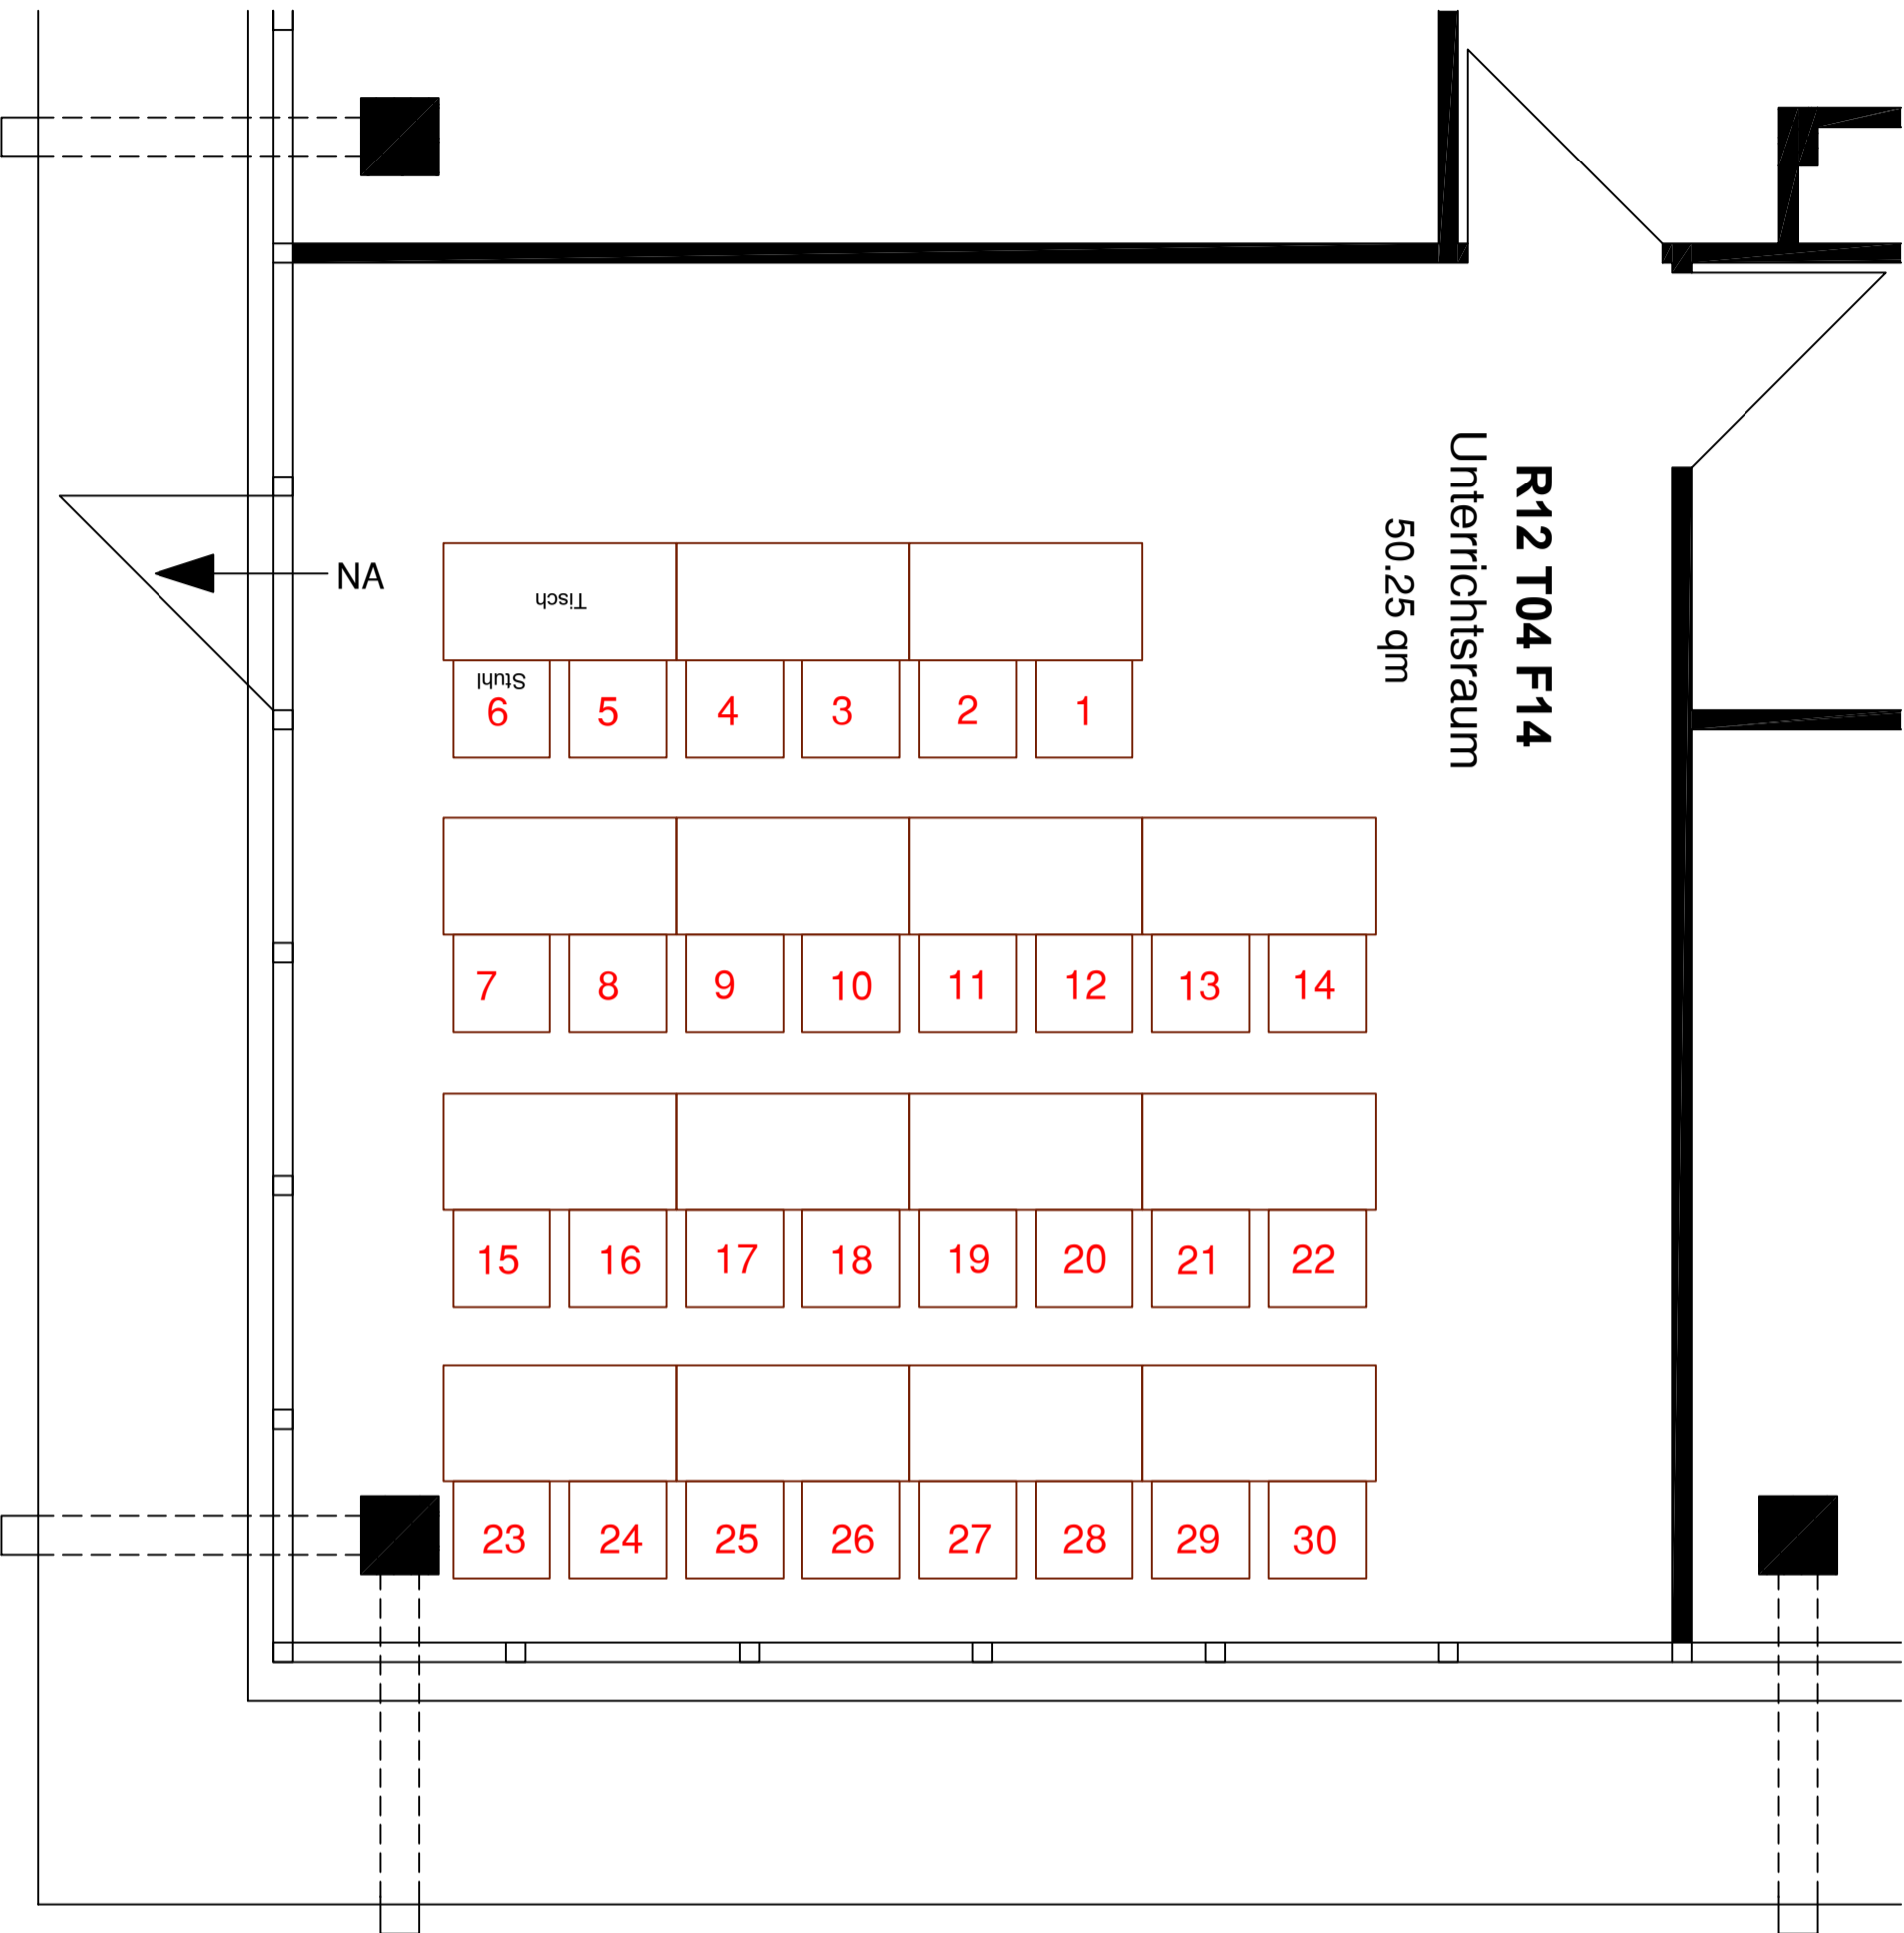 R12 T04 F14
Unterrichtsraum
50.25 qm
NA
Tisch
Stuhl
6 5 4 3 2 1
7 8 9 10 11 12 13 14
15 16 17 18 19 20 21 22
23 24 25 26 27 28 29 30